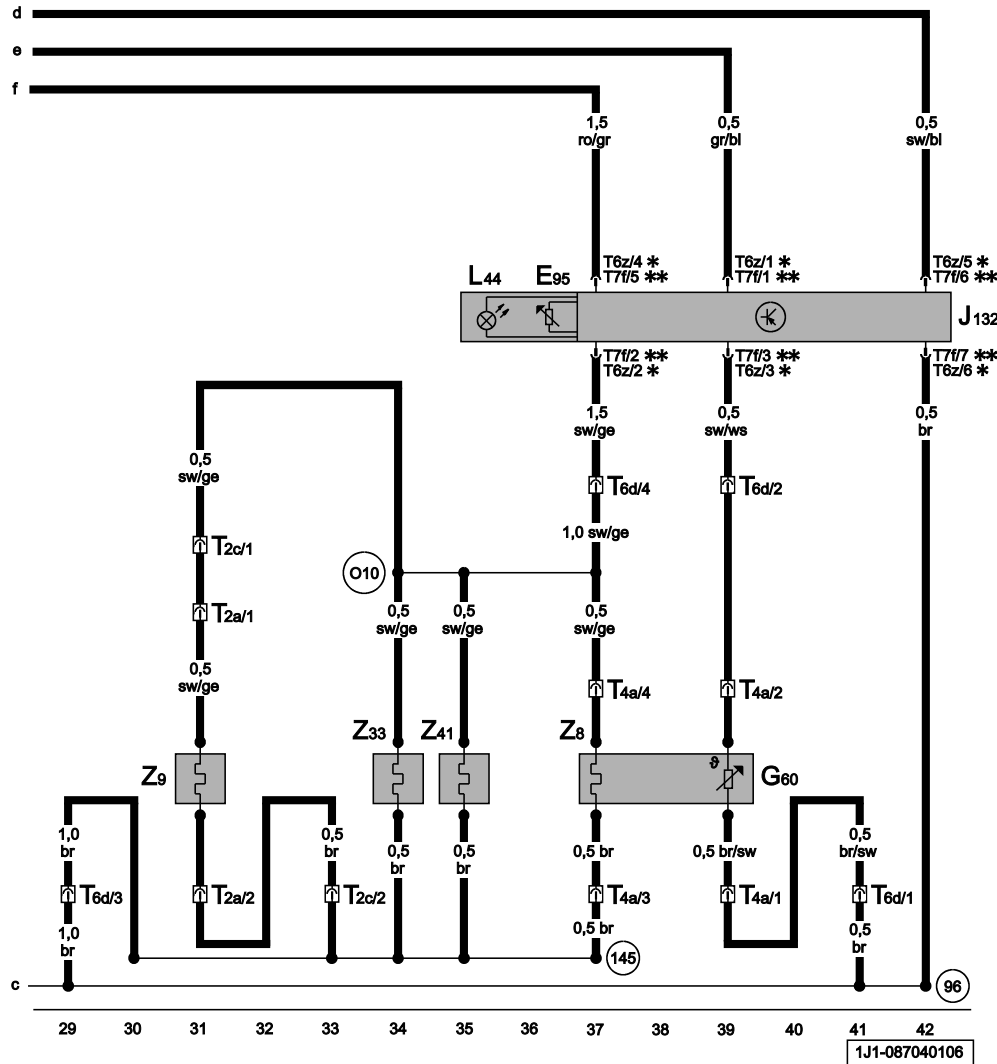 d
e
f
1,5
ro/gr
0,5
gr/bl
0,5
sw/bl
T6z/4 *
T7f/5 **
T6z/1 *
T7f/1 **
T6z/5 *
T7f/6 **
L44
E95
J132
T7f/2 **
T6z/2 *
T7f/3 **
T6z/3 *
T7f/7 **
T6z/6 *
1,5
sw/ge
0,5
sw/ws
0,5
br
0,5
sw/ge
T6d/4
T6d/2
1,0 sw/ge
T2c/1
O10
T2a/1
0,5
sw/ge
0,5
sw/ge
0,5
sw/ge
0,5
sw/ge
T4a/4
T4a/2
Z9
Z33
Z41
Z8
ϑ
G60
1,0
br
0,5
br
0,5
br
0,5
br
0,5 br
0,5 br/sw
0,5
br/sw
T6d/3
T2a/2
T2c/2
T4a/3
T4a/1
T6d/1
1,0
br
0,5 br
0,5
br
145
c
96
29 30 31 32 33 34 35 36 37 38 39 40 41 42
1J1-087040106